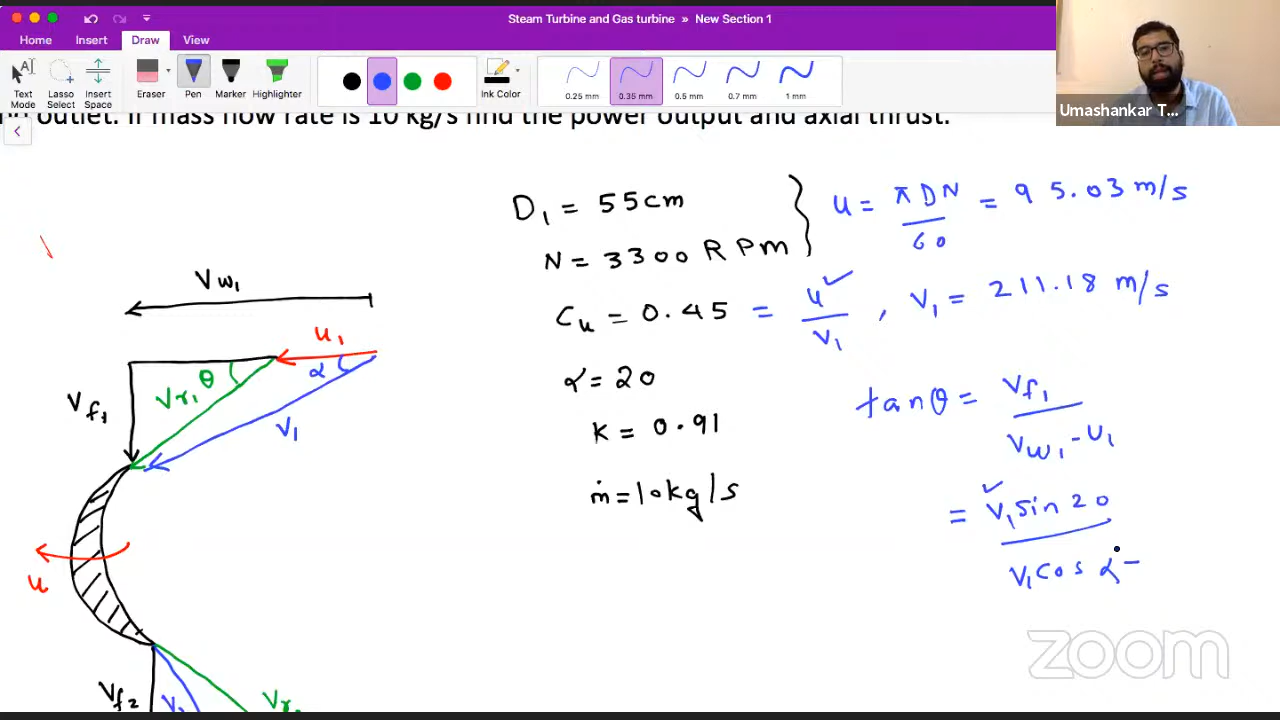 Steam Turbine and Gas turbine » New Section 1
Home Insert Draw View
Text Mode
Lasso Select
Insert Space
Eraser
Pen
Marker
Highlighter
Ink Color
0.25 mm
0.35 mm
0.5 mm
0.7 mm
1 mm
Umashankar T...
outlet. If mass flow rate is 10 kg/s find the power output and axial thrust.
D₁ = 55cm
N = 3300 RPm
u = πDN/60 = 95.03 m/s
Cu = 0.45 = u/V₁ , V₁ = 211.18 m/s
α = 20
k = 0.91
ṁ = 10kg/s
tanθ = Vf₁/Vw₁-u₁
= V₁sin20/V₁cos α-
Vw₁
u₁
θ
α
Vr₁
Vf₁
V₁
u
Vf₂
zoom